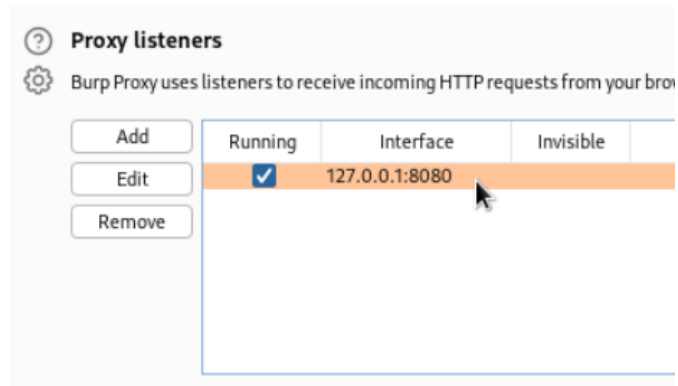 Proxy listeners
Burp Proxy uses listeners to receive incoming HTTP requests from your
Add
Running Interface Invisible
Edit
127.0.0.1:8080
Remove